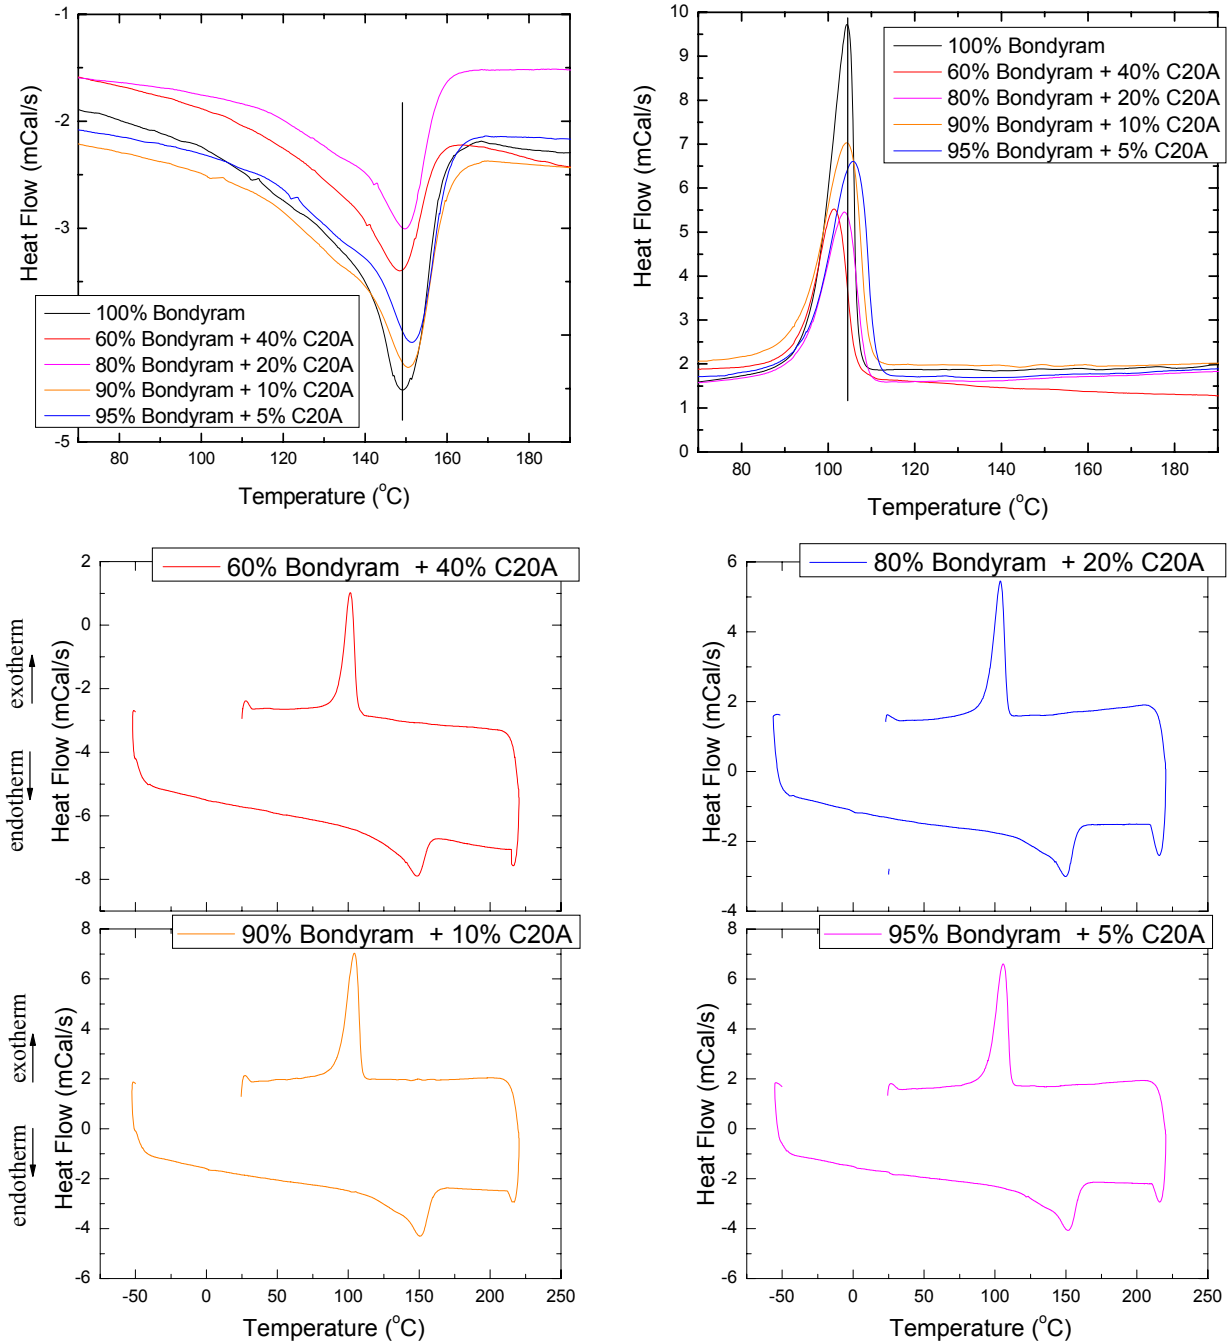 -1
-2
-3
-5
Heat Flow (mCal/s)
100% Bondyram
60% Bondyram + 40% C20A
80% Bondyram + 20% C20A
90% Bondyram + 10% C20A
95% Bondyram + 5% C20A
80 100 120 140 160 180
Temperature (°C)
10
9
8
7
6
5
4
3
2
1
0
Heat Flow (mCal/s)
100% Bondyram
60% Bondyram + 40% C20A
80% Bondyram + 20% C20A
90% Bondyram + 10% C20A
95% Bondyram + 5% C20A
80 100 120 140 160 180
Temperature (°C)
60% Bondyram + 40% C20A
2
0
-2
-4
-6
-8
exotherm
endotherm
Heat Flow (mCal/s)
80% Bondyram + 20% C20A
6
4
2
0
-2
-4
Heat Flow (mCal/s)
90% Bondyram + 10% C20A
8
6
4
2
0
-2
-4
-6
exotherm
endotherm
Heat Flow (mCal/s)
-50 0 50 100 150 200 250
Temperature (°C)
95% Bondyram + 5% C20A
8
6
4
2
0
-2
-4
-6
Heat Flow (mCal/s)
-50 0 50 100 150 200 250
Temperature (°C)